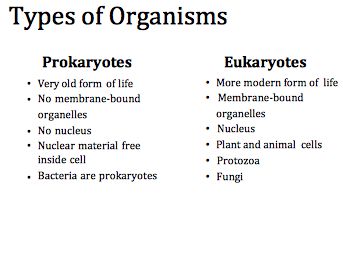 Types of Organisms
Prokaryotes
• Very old form of life
• No membrane-bound
organelles
• No nucleus
• Nuclear material free
inside cell
• Bacteria are prokaryotes
Eukaryotes
• More modern form of life
• Membrane-bound
organelles
• Nucleus
• Plant and animal cells
• Protozoa
• Fungi